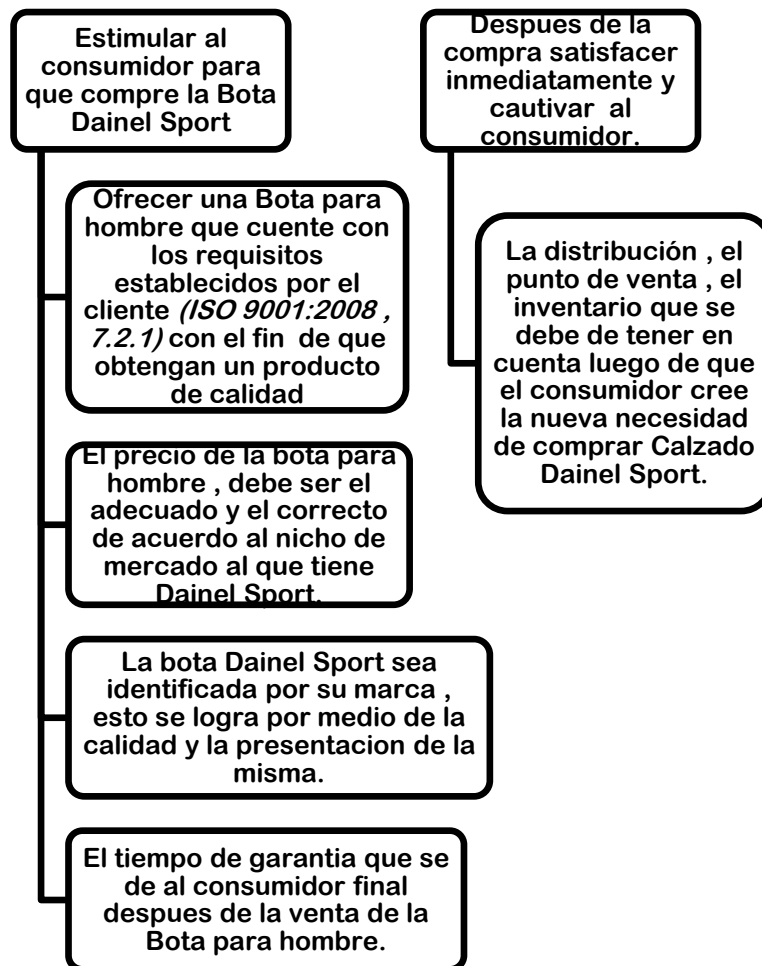 Estimular al
consumidor para
que compre la Bota
Dainel Sport
Ofrecer una Bota para
hombre que cuente con
los requisitos
establecidos por el
cliente (ISO 9001:2008 ,
7.2.1) con el fin de que
obtengan un producto
de calidad
El precio de la bota para
hombre , debe ser el
adecuado y el correcto
de acuerdo al nicho de
mercado al que tiene
Dainel Sport.
La bota Dainel Sport sea
identificada por su marca ,
esto se logra por medio de la
calidad y la presentacion de la
misma.
El tiempo de garantia que se
de al consumidor final
despues de la venta de la
Bota para hombre.
Despues de la
compra satisfacer
inmediatamente y
cautivar al
consumidor.
La distribución , el
punto de venta , el
inventario que se
debe de tener en
cuenta luego de que
el consumidor cree
la nueva necesidad
de comprar Calzado
Dainel Sport.